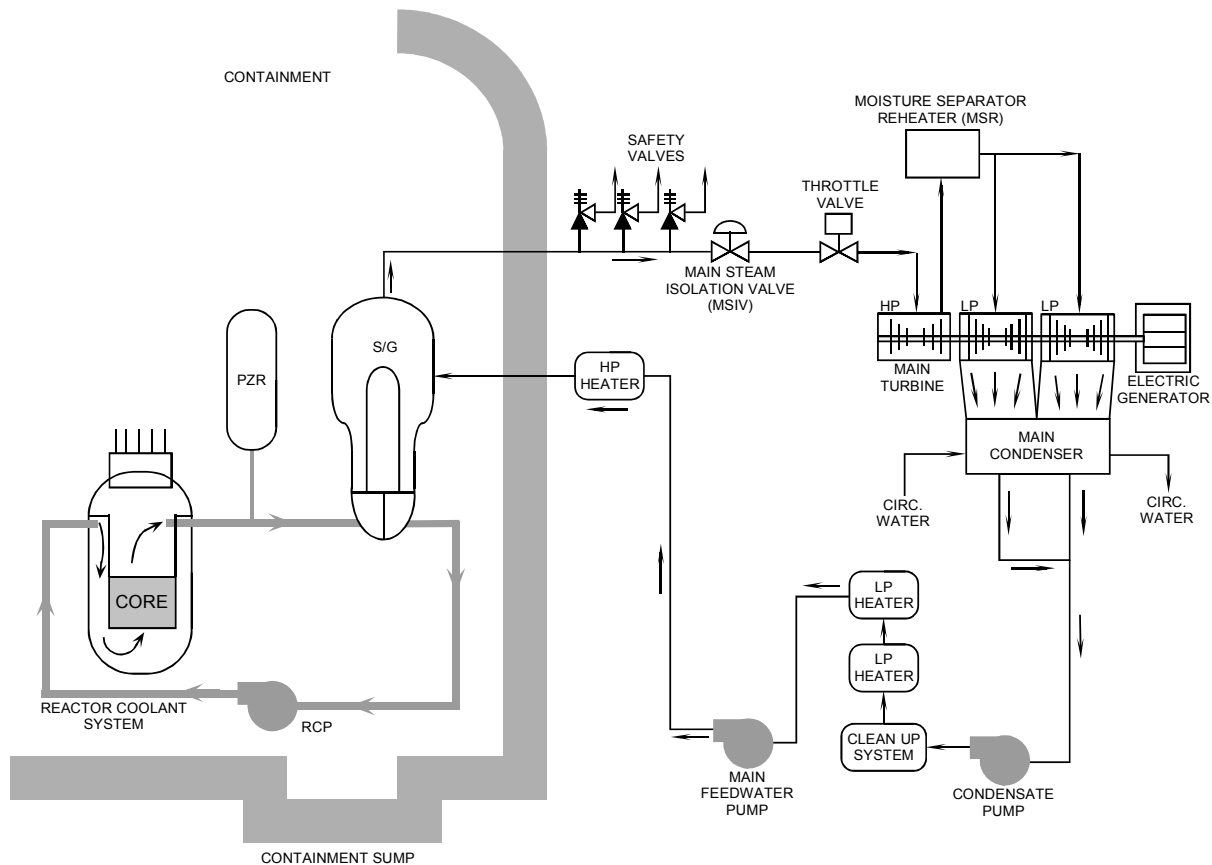 CONTAINMENT
MOISTURE SEPARATOR
REHEATER (MSR)
SAFETY
VALVES
THROTTLE
VALVE
MAIN STEAM
ISOLATION VALVE
(MSIV)
HP
LP
LP
MAIN
TURBINE
ELECTRIC
GENERATOR
S/G
PZR
HP
HEATER
MAIN
CONDENSER
CIRC.
WATER
CIRC.
WATER
CORE
LP
HEATER
LP
HEATER
REACTOR COOLANT
SYSTEM
RCP
CLEAN UP
SYSTEM
MAIN
FEEDWATER
PUMP
CONDENSATE
PUMP
CONTAINMENT SUMP